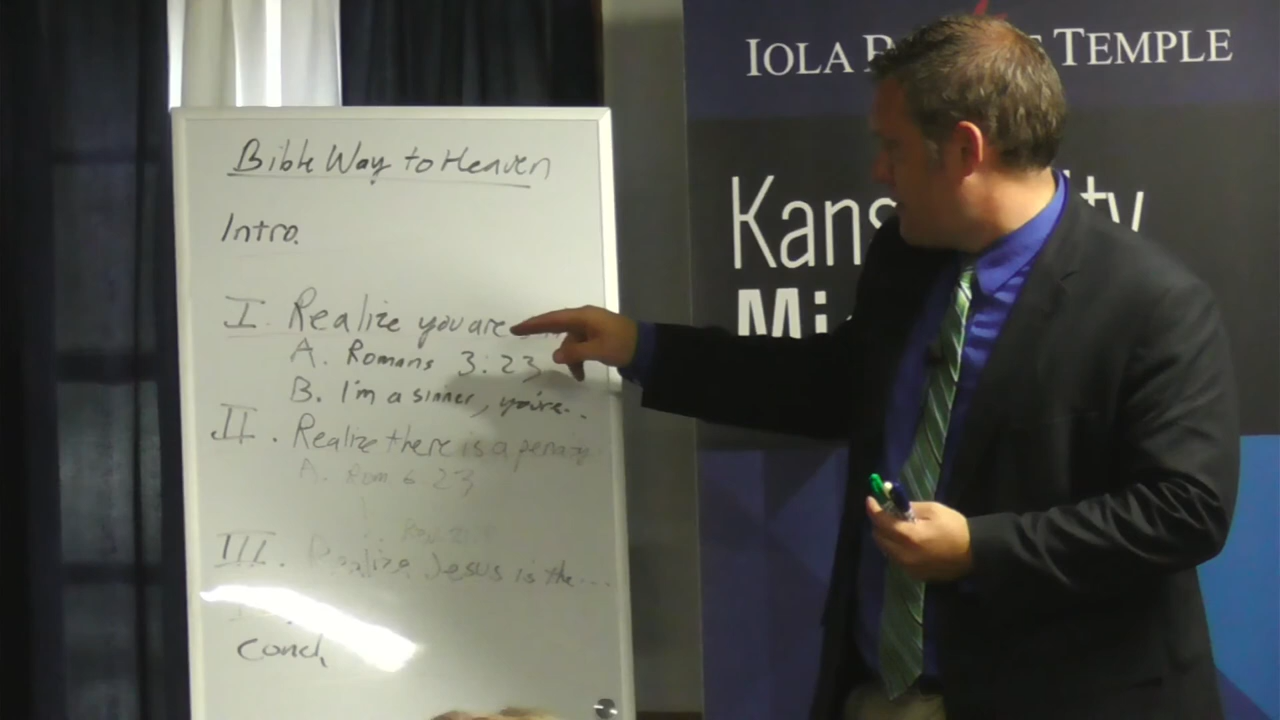 Bible Way to Heaven
Intro.
I. Realize you are
A. Romans 3:23
B. I'm a sinner, you're..
II. Realize there is a penalty
A. Rom 6:23
III. Realize Jesus is the....
Concl,
IOLA TEMPLE